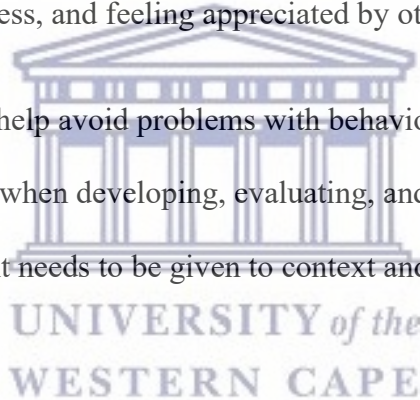 ess, and feeling appreciated by ot
help avoid problems with behavio
when developing, evaluating, and
t needs to be given to context and
UNIVERSITY of the
WESTERN CAPE